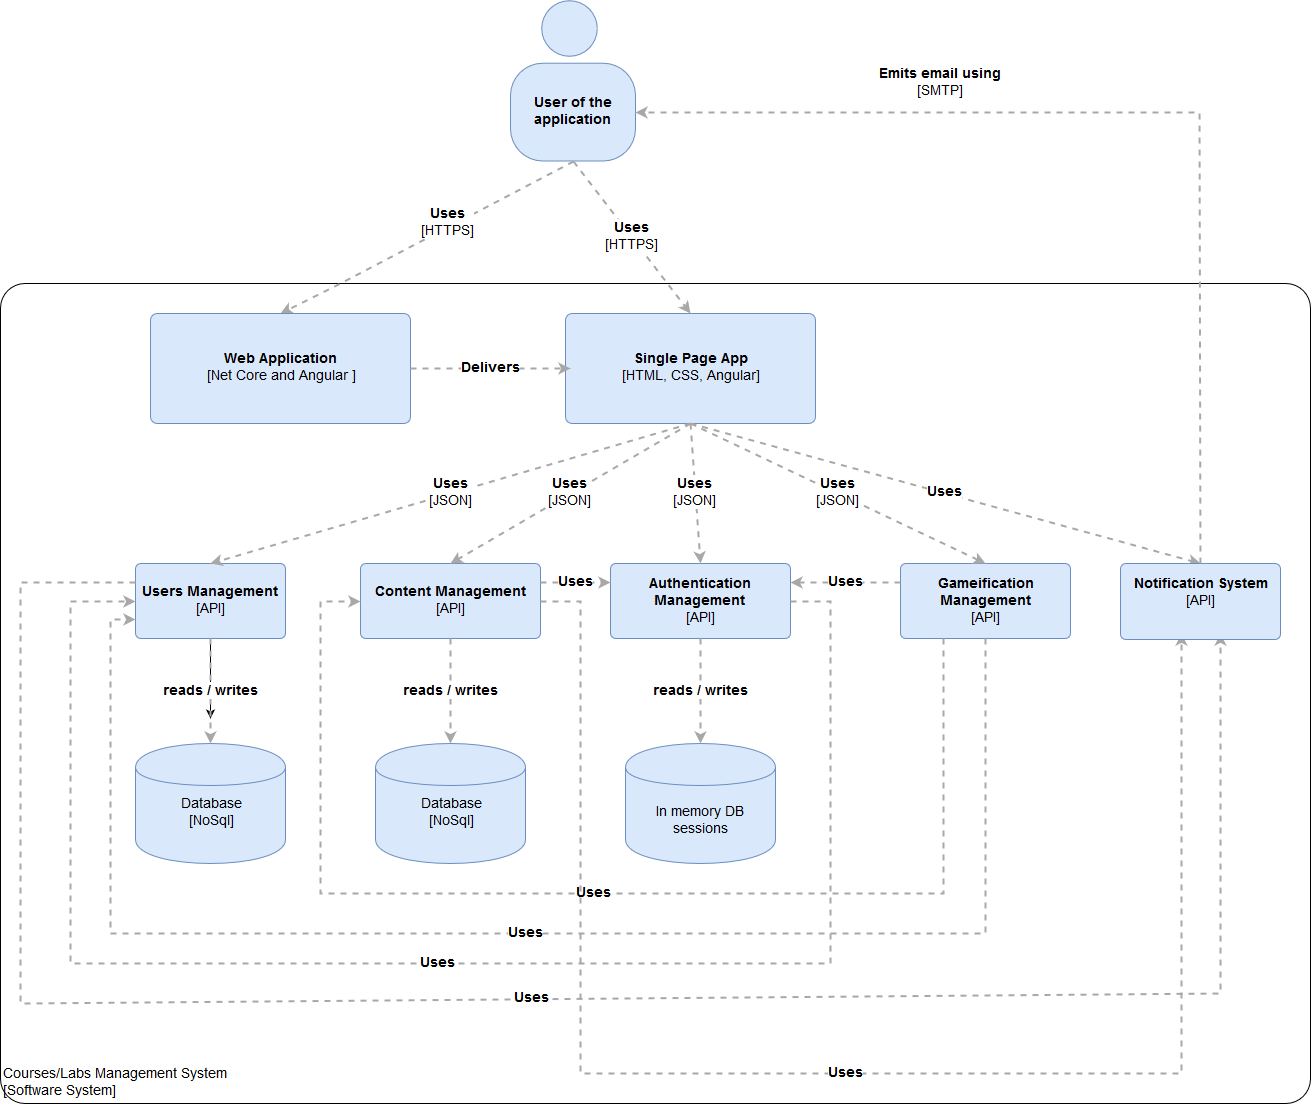 User of the
application
Emits email using
[SMTP]
Uses
[HTTPS]
Uses
[HTTPS]
Web Application
[Net Core and Angular ]
Delivers
Single Page App
[HTML, CSS, Angular]
Uses
[JSON]
Uses
[JSON]
Uses
[JSON]
Uses
[JSON]
Uses
Users Management
[API]
Content Management
[API]
Uses
Authentication
Management
[API]
Uses
Gameification
Management
[API]
Notification System
[API]
reads / writes
reads / writes
reads / writes
Database
[NoSql]
Database
[NoSql]
In memory DB
sessions
Uses
Uses
Uses
Uses
Uses
Courses/Labs Management System
[Software System]